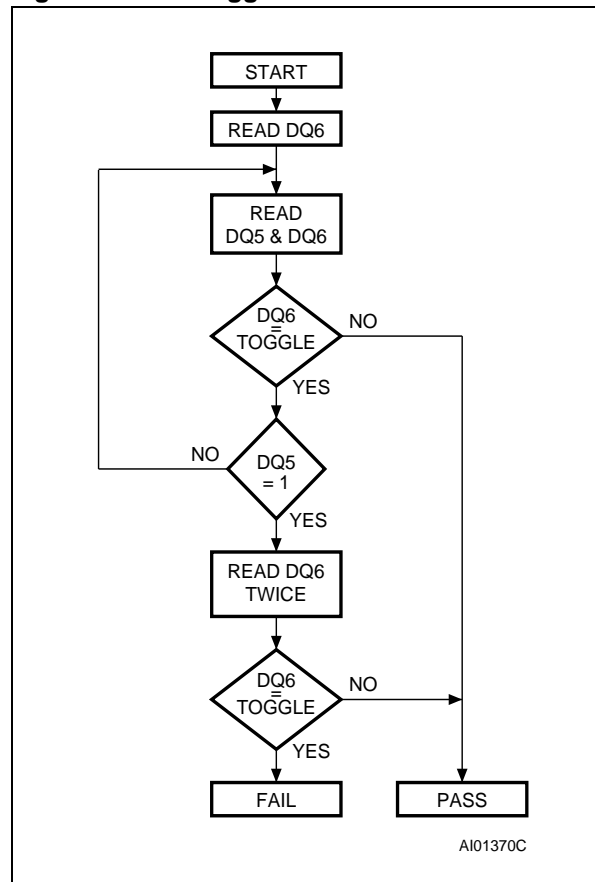 START
READ DQ6
READ
DQ5 & DQ6
DQ6
=
TOGGLE
NO
YES
NO
DQ5
= 1
YES
READ DQ6
TWICE
DQ6
=
TOGGLE
NO
YES
FAIL
PASS
AI01370C